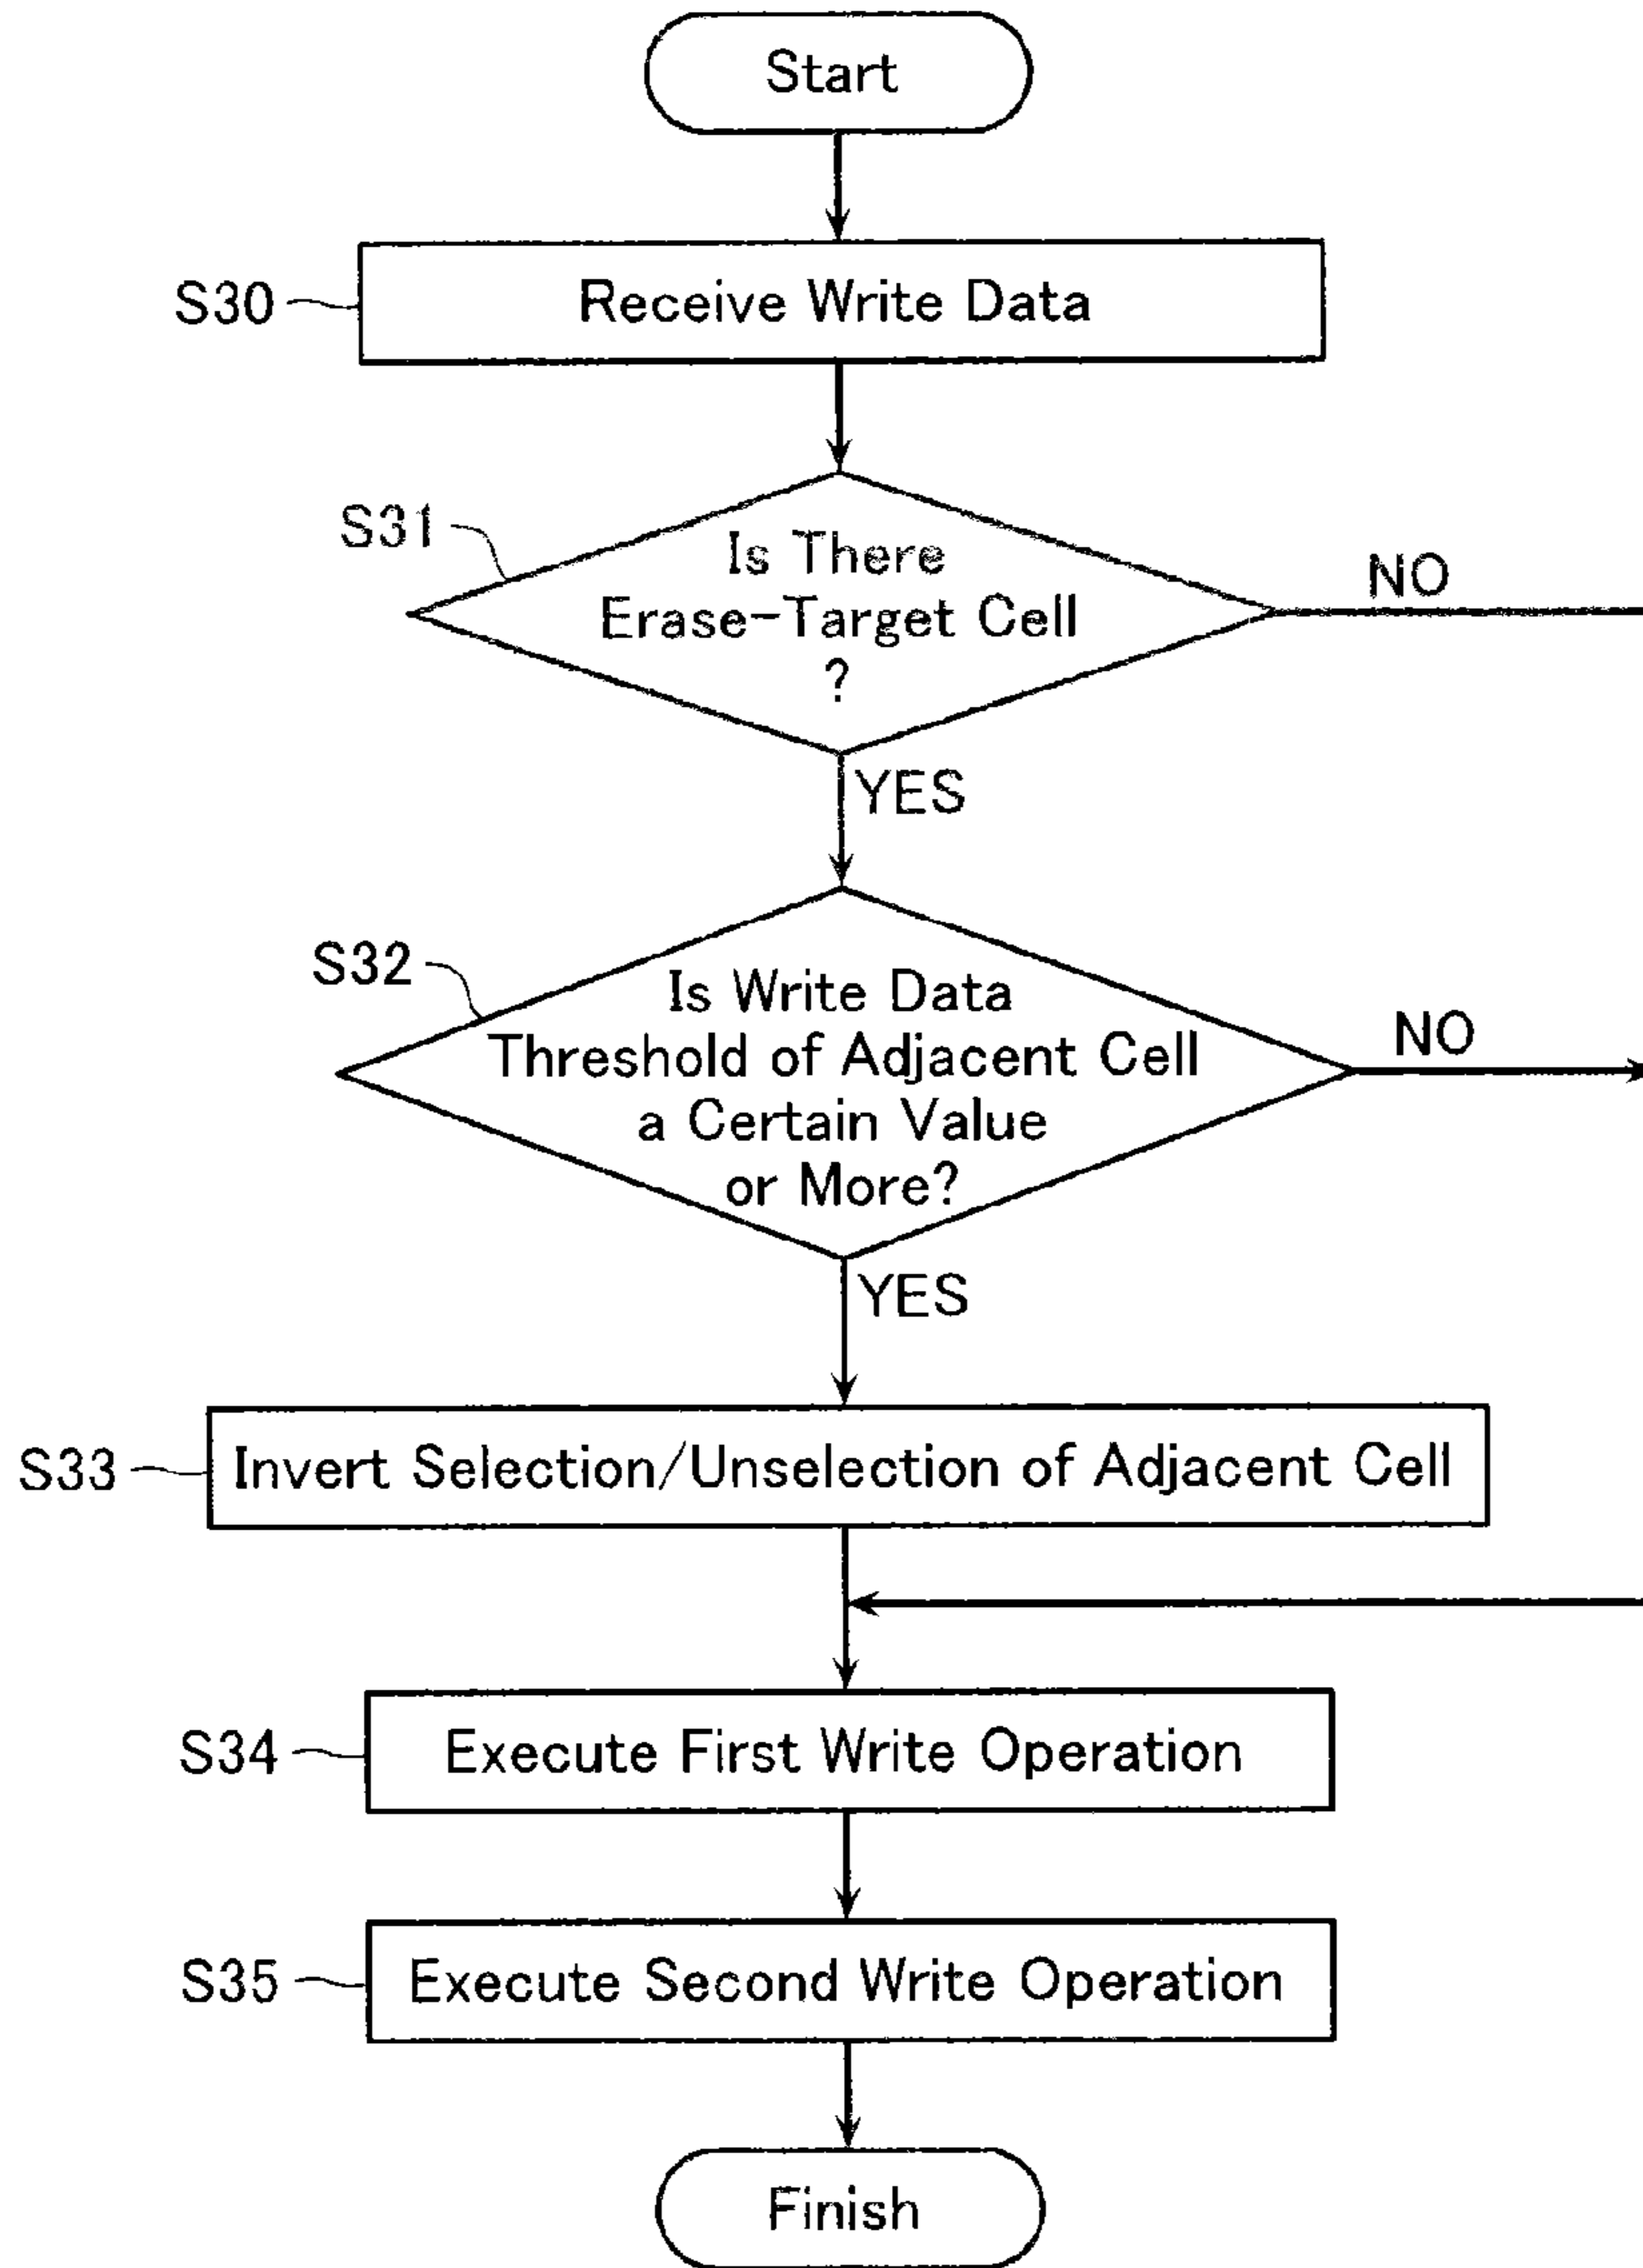 Start
S30
Receive Write Data
S31
Is There
Erase-Target Cell
?
NO
YES
S32
Is Write Data
Threshold of Adjacent Cell
a Certain Value
or More?
NO
YES
S33
Invert Selection/Unselection of Adjacent Cell
S34
Execute First Write Operation
S35
Execute Second Write Operation
Finish